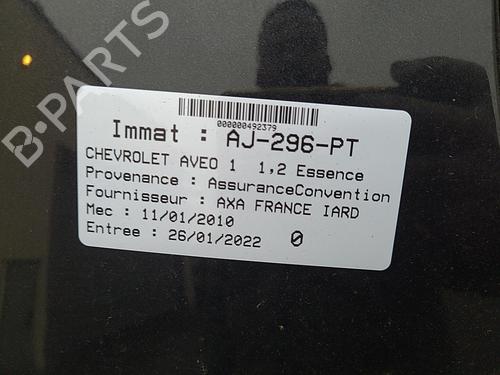 B-PARTS
000000492379
Immat : AJ-296-PT
CHEVROLET AVEO 1 1,2 Essence
Provenance : AssuranceConvention
Fournisseur : AXA FRANCE IARD
Mec : 11/01/2010
Entree : 26/01/2022 0